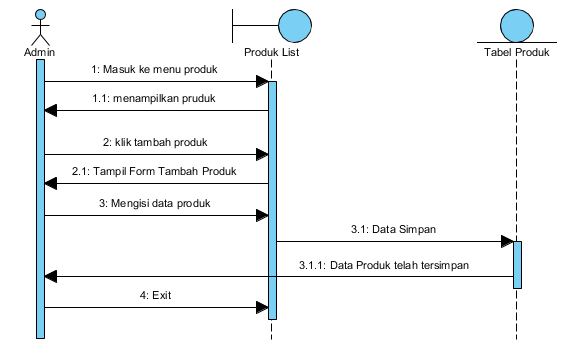 Admin
Produk List
Tabel Produk
1: Masuk ke menu produk
1.1: menampilkan pruduk
2: klik tambah produk
2.1: Tampil Form Tambah Produk
3: Mengisi data produk
3.1: Data Simpan
3.1.1: Data Produk telah tersimpan
4: Exit